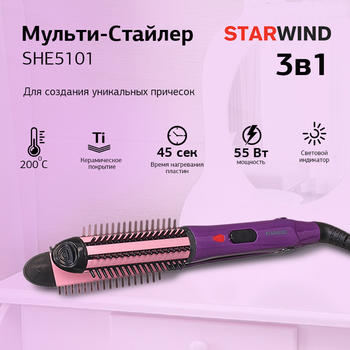 Мульти-Стайлер
SHE5101
STARWIND
3в1
Для создания уникальных причесок
200°C
Ti
Керамическое
покрытие
45 сек
Время нагревания
пластин
55 Вт
мощность
Световой
индикатор
STARWIND